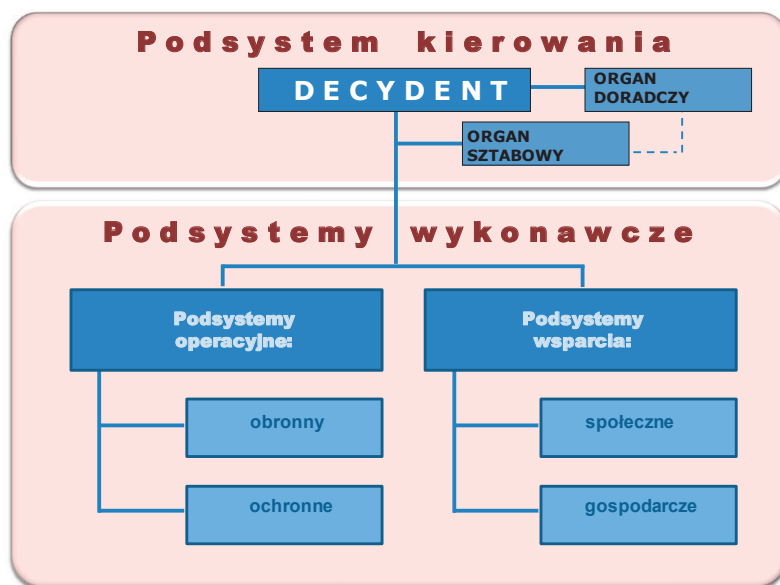 Podsystem kierowania
DECYDENT
ORGAN
DORADCZY
ORGAN
SZTABOWY
Podsystemy wykonawcze
Podsystemy
operacyjne:
Podsystemy
wsparcia:
obronny
społeczne
ochronne
gospodarcze